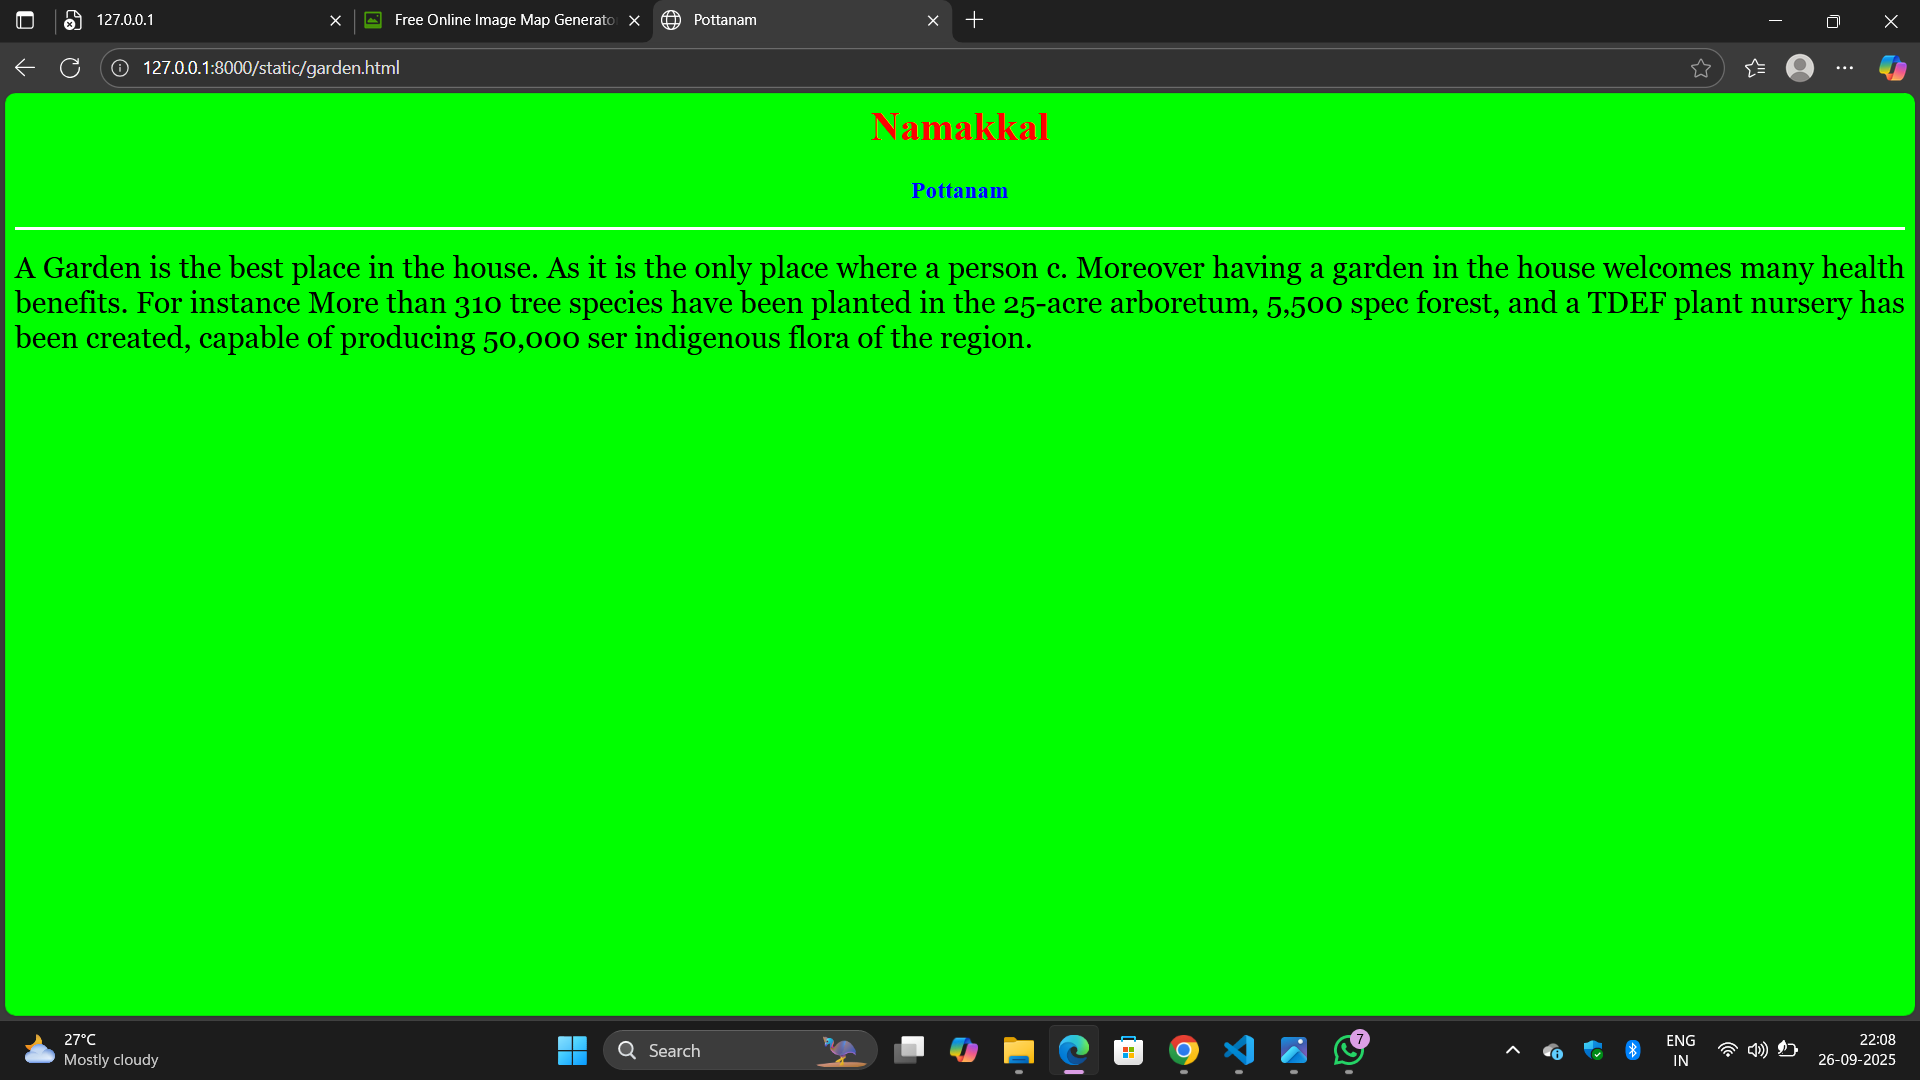 127.0.0.1
Free Online Image Map Generato
Pottanam
127.0.0.1:8000/static/garden.html
Namakkal
Pottanam
A Garden is the best place in the house. As it is the only place where a person c. Moreover having a garden in the house welcomes many health
benefits. For instance More than 310 tree species have been planted in the 25-acre arboretum, 5,500 spec forest, and a TDEF plant nursery has
been created, capable of producing 50,000 ser indigenous flora of the region.
27°C
Mostly cloudy
Search
7
ENG
IN
22:08
26-09-2025